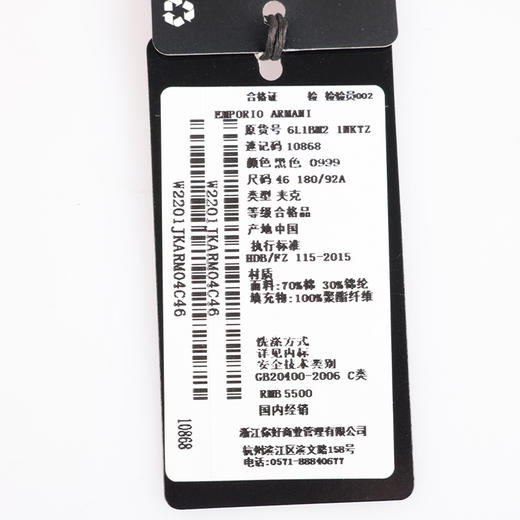 合格证 检 检验员002
EMPORIO ARMANI
原货号 6L1BM2 1NKTZ
速记码 10868
颜色 黑色 0999
尺码 46 180/92A
类型 夹克
等级 合格品
产地 中国
执行标准
HDB/FZ 115-2015
材质
面料:70%棉 30%锦纶
填充物:100%聚酯纤维
洗涤方式
详见内标
安全技术类别
GB20400-2006 C类
RMB 5500
国内经销
浙江你好商业管理有限公司
杭州滨江区滨文路158号
电话:0571-88840677
W2201JKARM04C46
W2201JKARM04C46
10868